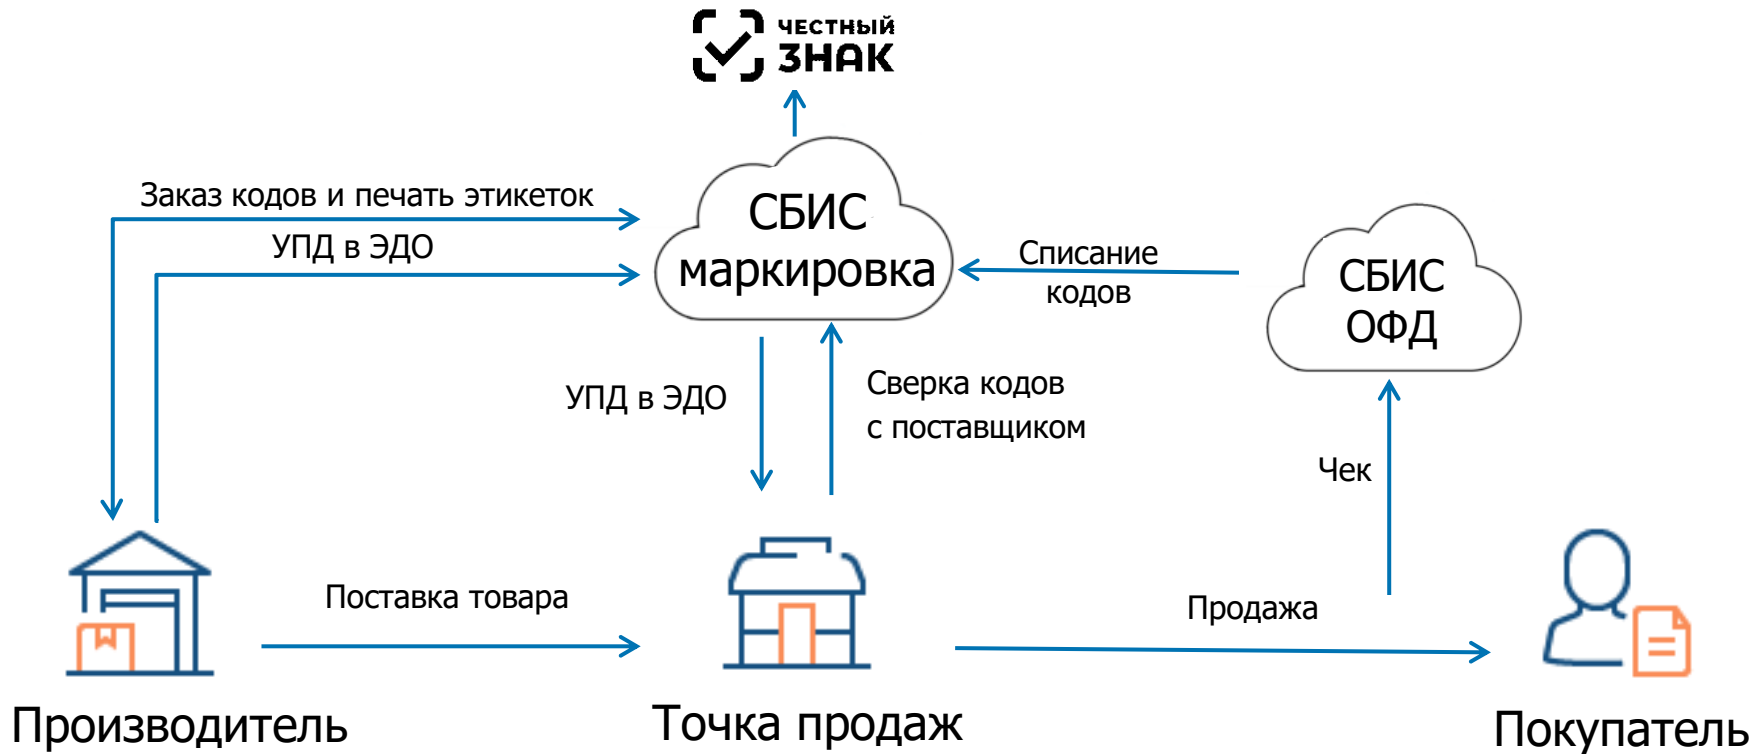 ЧЕСТНЫЙ
ЗНАК
Заказ кодов и печать этикеток
УПД в ЭДО
СБИС
маркировка
Списание
кодов
СБИС
ОФД
УПД в ЭДО
Сверка кодов
с поставщиком
Чек
Поставка товара
Продажа
Производитель
Точка продаж
Покупатель